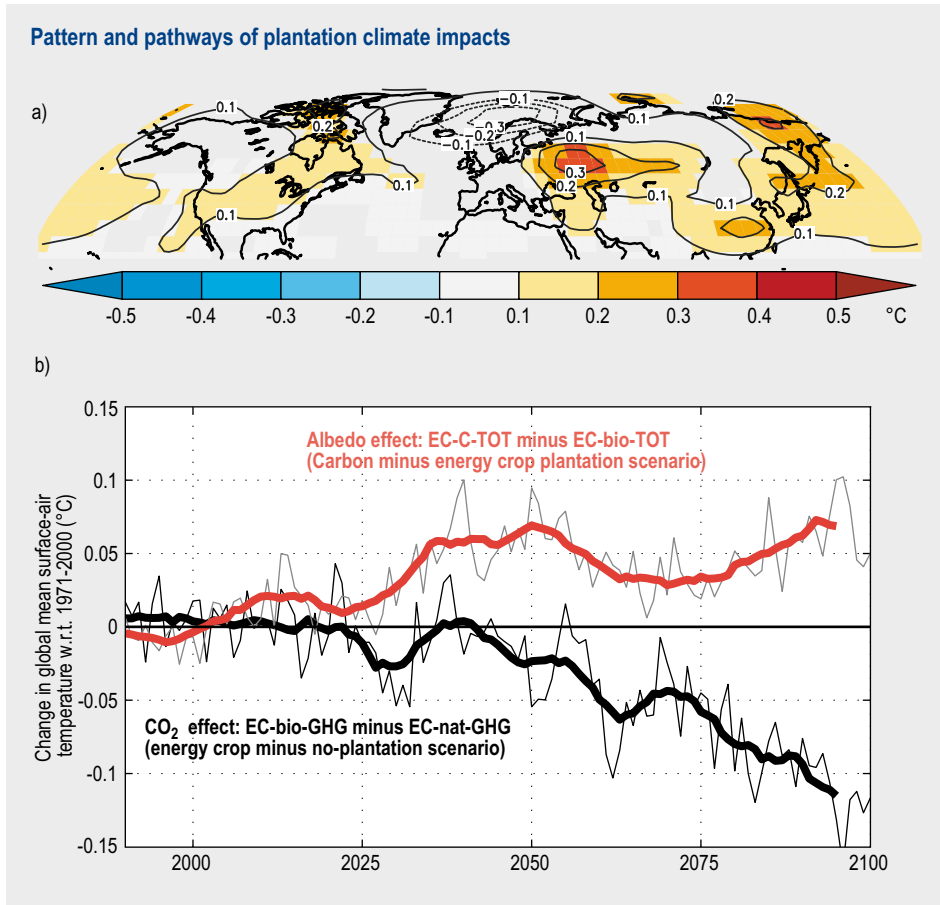 Pattern and pathways of plantation climate impacts
a)
0.1
-0.1
0.2
0.2
-0.3
0.1
-0.2
0.1
-0.1
0.3
0.2
0.2
0.1
0.1
0.1
0.1
0.1
-0.5 -0.4 -0.3 -0.2 -0.1 0.1 0.2 0.3 0.4 0.5 °C
b)
Change in global mean surface-air
temperature w.r.t. 1971-2000 (°C)
0.15
0.1
0.05
0
-0.05
-0.1
-0.15
Albedo effect: EC-C-TOT minus EC-bio-TOT
(Carbon minus energy crop plantation scenario)
CO₂ effect: EC-bio-GHG minus EC-nat-GHG
(energy crop minus no-plantation scenario)
2000 2025 2050 2075 2100